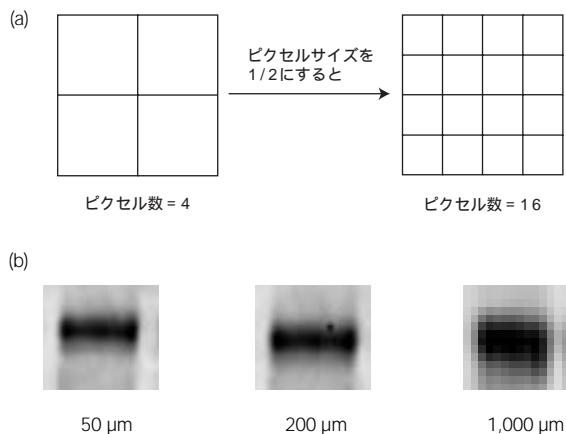 (a)
ピクセルサイズを
1/2にすると
ピクセル数 = 4
ピクセル数 = 16
(b)
50 µm
200 µm
1,000 µm